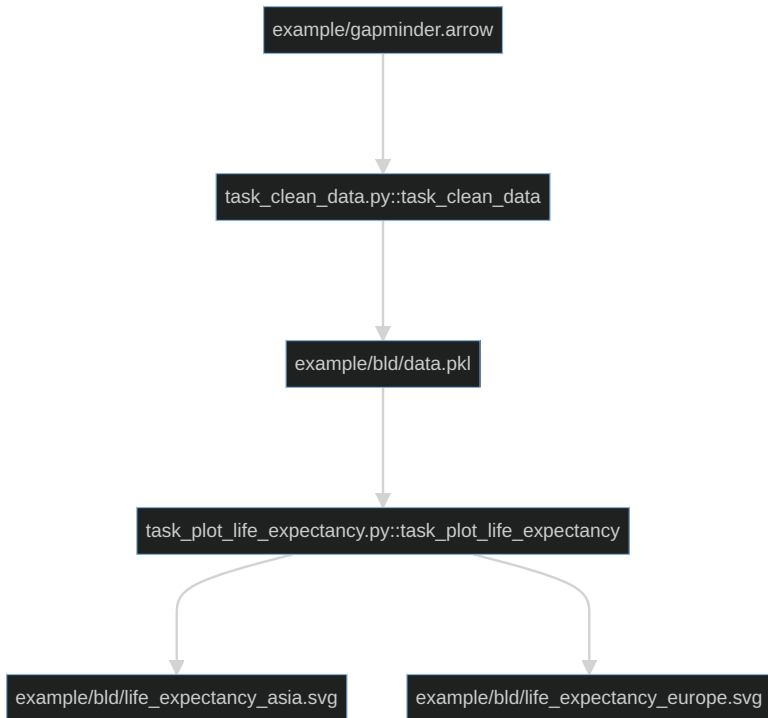 example/gapminder.arrow
task_clean_data.py::task_clean_data
example/bld/data.pkl
task_plot_life_expectancy.py::task_plot_life_expectancy
example/bld/life_expectancy_asia.svg
example/bld/life_expectancy_europe.svg